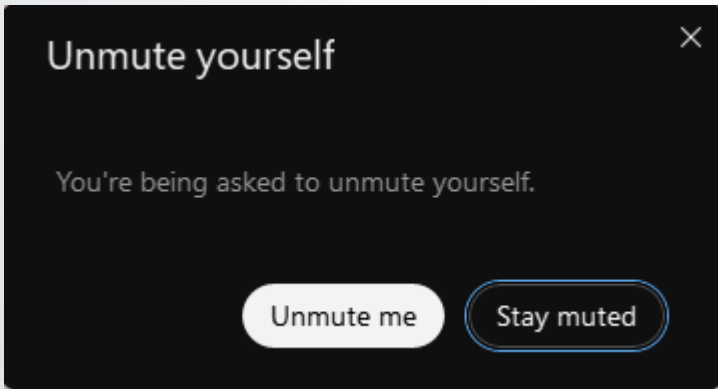 Unmute yourself
You're being asked to unmute yourself.
Unmute me
Stay muted